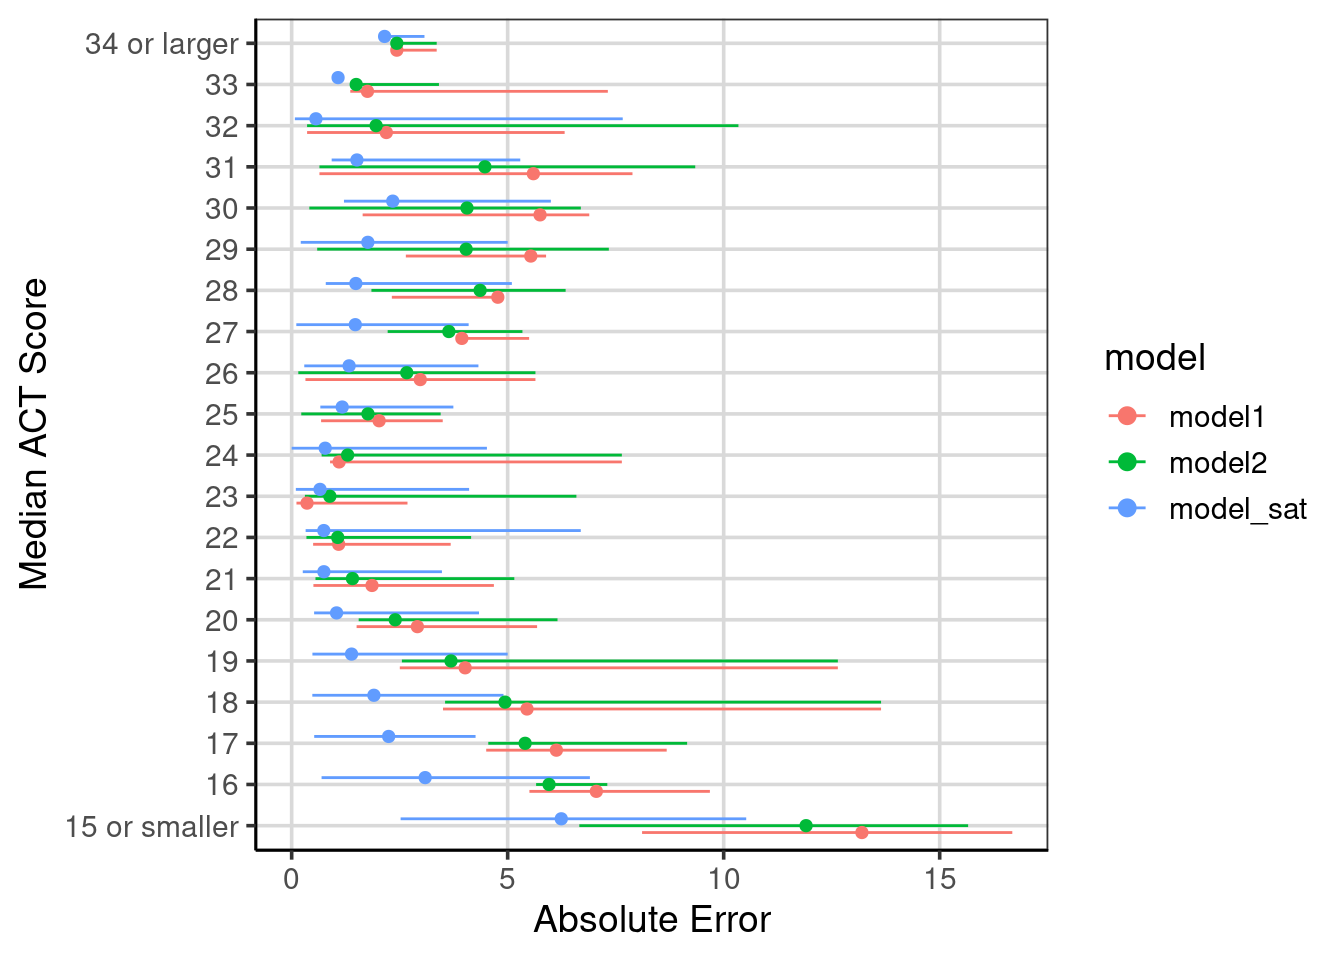 34 or larger
33
32
31
30
29
28
27
26
25
24
23
22
21
20
19
18
17
16
15 or smaller
Median ACT Score
0 5 10 15
Absolute Error
model
model1
model2
model_sat